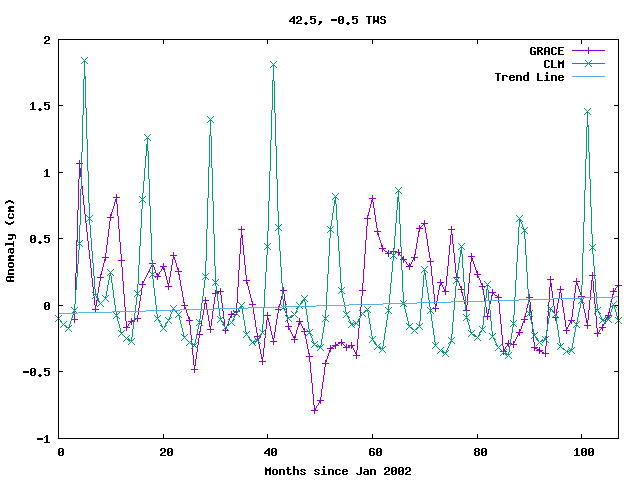 42.5, -0.5 TWS
GRACE
CLM
Trend Line
2
1.5
1
0.5
0
-0.5
-1
Anomaly (cm)
0 20 40 60 80 100
Months since Jan 2002